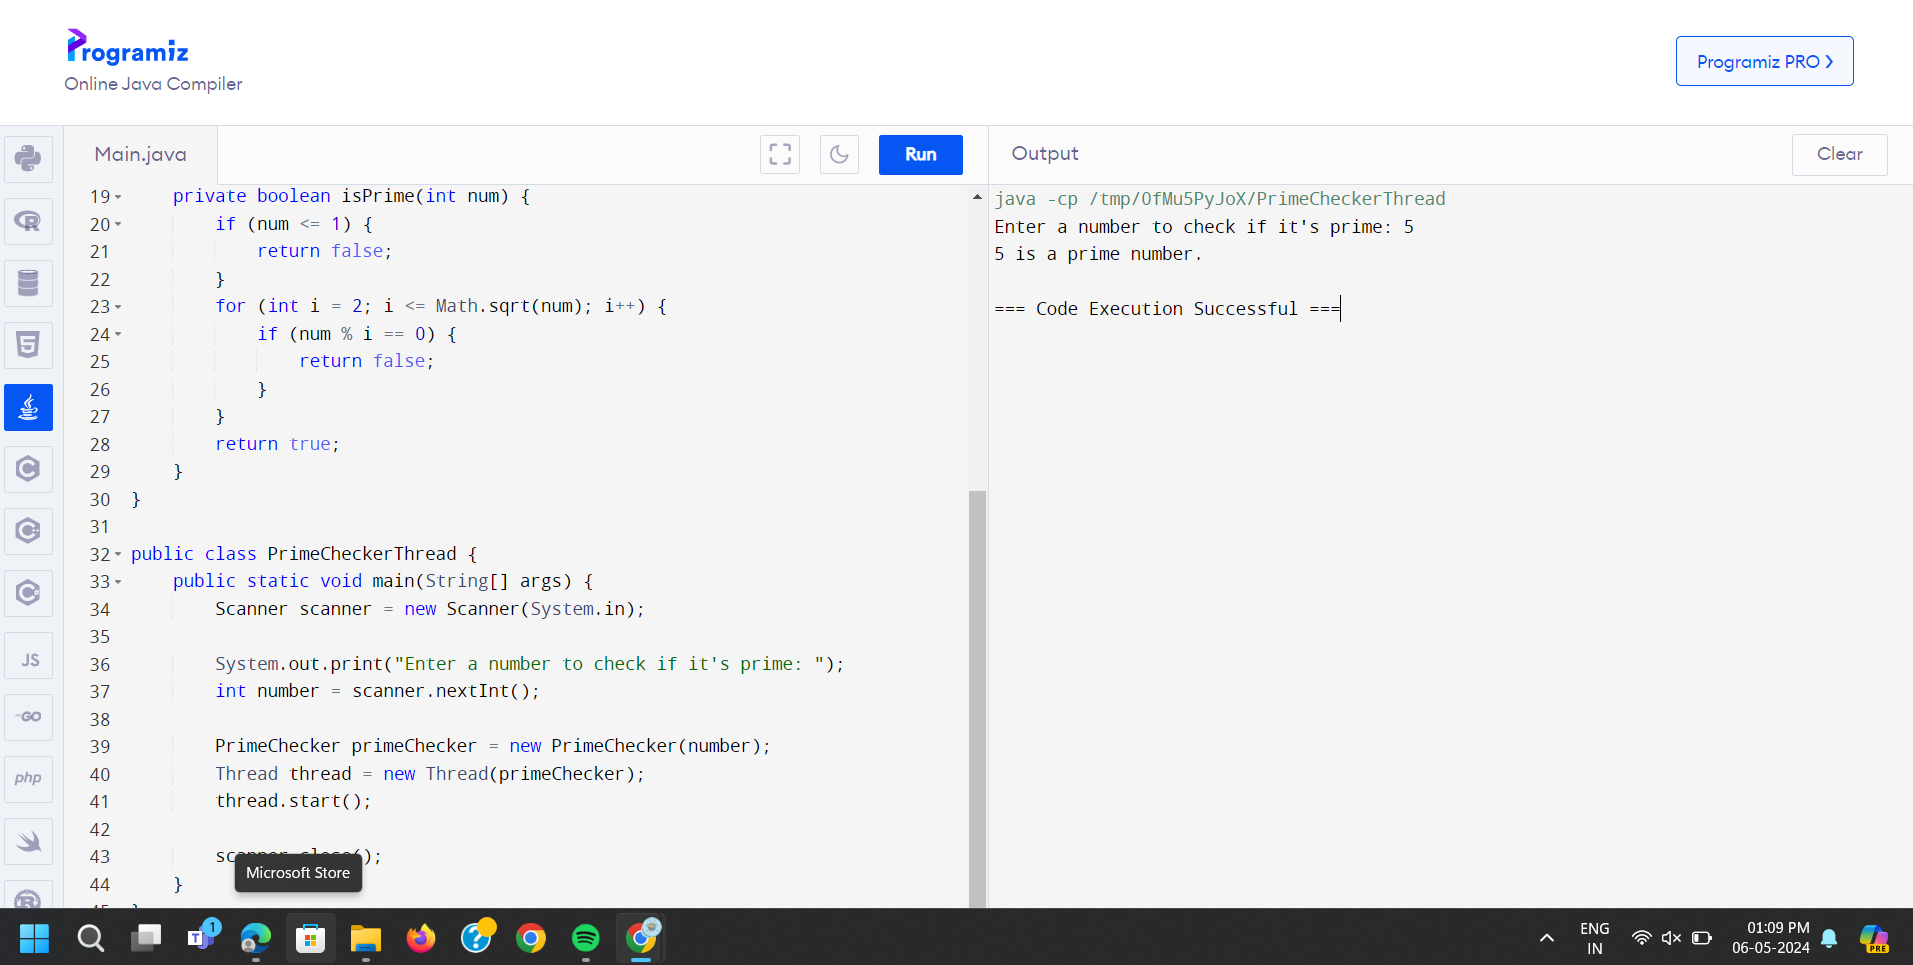 Programiz
Online Java Compiler
Programiz PRO ❯
Main.java
Run
Output
Clear
19 private boolean isPrime(int num) {
20 if (num <= 1) {
21 return false;
22 }
23 for (int i = 2; i <= Math.sqrt(num); i++) {
24 if (num % i == 0) {
25 return false;
26 }
27 }
28 return true;
29 }
30 }
31
32 public class PrimeCheckerThread {
33 public static void main(String[] args) {
34 Scanner scanner = new Scanner(System.in);
35
36 System.out.print("Enter a number to check if it's prime: ");
37 int number = scanner.nextInt();
38
39 PrimeChecker primeChecker = new PrimeChecker(number);
40 Thread thread = new Thread(primeChecker);
41 thread.start();
42
43 scanner.close();
44 }
java -cp /tmp/OfMu5PyJoX/PrimeCheckerThread
Enter a number to check if it's prime: 5
5 is a prime number.
=== Code Execution Successful ===
JS
GO
php
Microsoft Store
1
ENG
IN
01:09 PM
06-05-2024
PRE